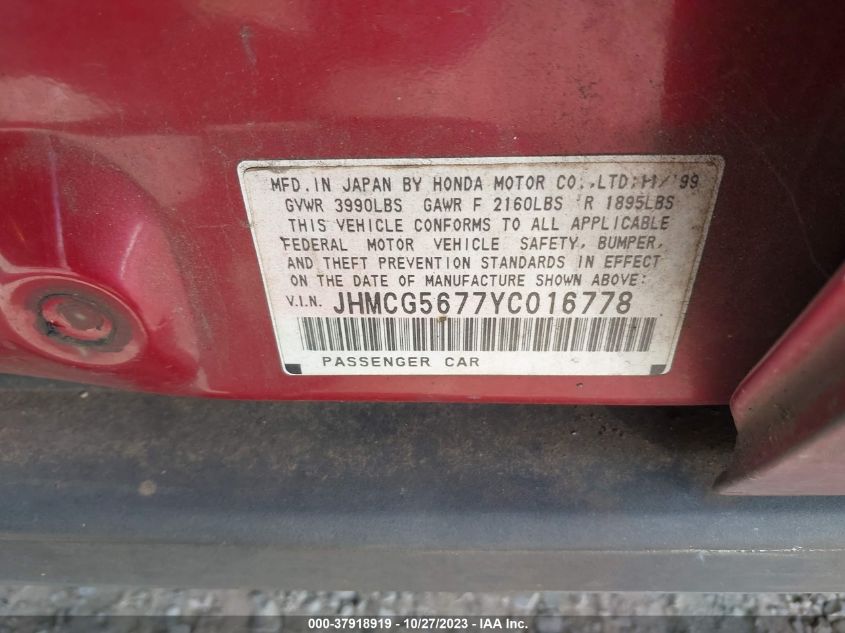 MFD.IN JAPAN BY HONDA MOTOR CO.,LTD:11/'99
GVWR 3990LBS GAWR F 2160LBS R 1895LBS
THIS VEHICLE CONFORMS TO ALL APPLICABLE
FEDERAL MOTOR VEHICLE SAFETY, BUMPER,
AND THEFT PREVENTION STANDARDS IN EFFECT
ON THE DATE OF MANUFACTURE SHOWN ABOVE:
V.I.N. JHMCG5677YC016778
PASSENGER CAR
000-37918919 - 10/27/2023 - IAAI.com